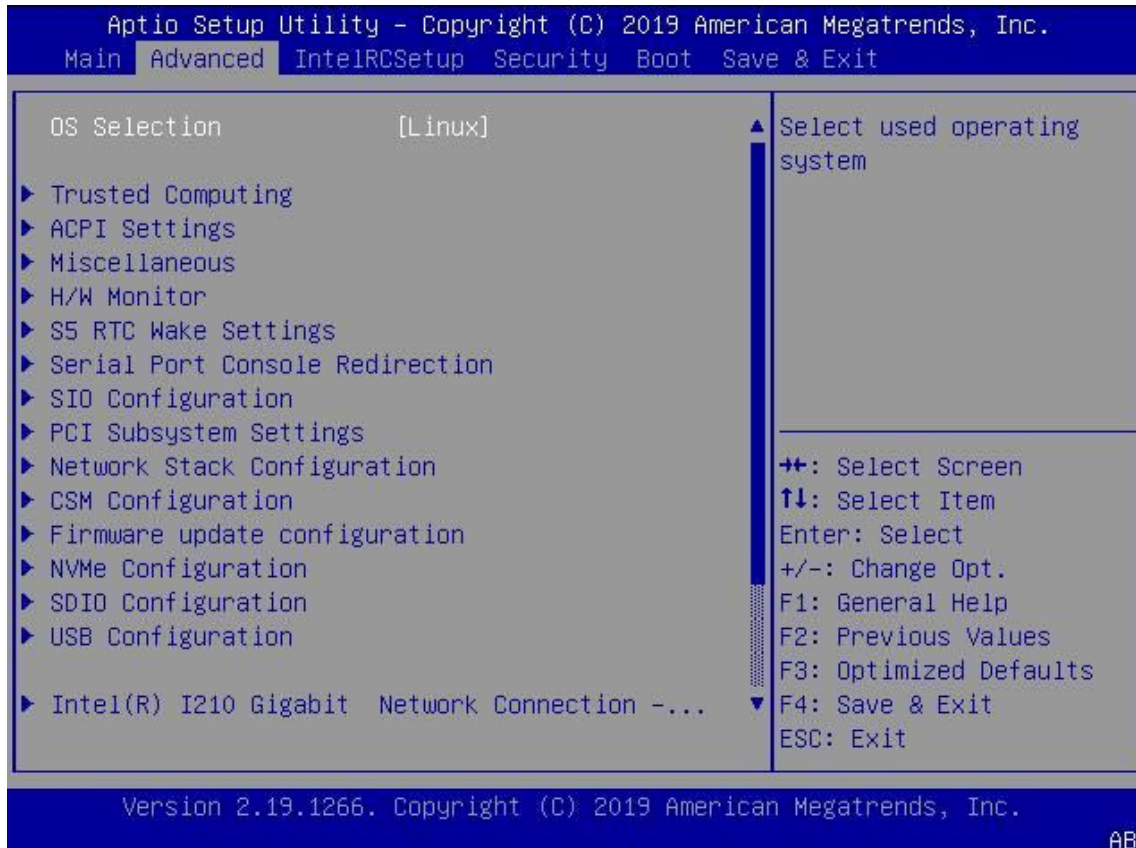 Aptio Setup Utility – Copyright (C) 2019 American Megatrends, Inc.
Main Advanced IntelRCSetup Security Boot Save & Exit
OS Selection [Linux]
Trusted Computing
ACPI Settings
Miscellaneous
H/W Monitor
S5 RTC Wake Settings
Serial Port Console Redirection
SIO Configuration
PCI Subsystem Settings
Network Stack Configuration
CSM Configuration
Firmware update configuration
NVMe Configuration
SDIO Configuration
USB Configuration
Intel(R) I210 Gigabit Network Connection -...
Select used operating
system
→←: Select Screen
↑↓: Select Item
Enter: Select
+/-: Change Opt.
F1: General Help
F2: Previous Values
F3: Optimized Defaults
F4: Save & Exit
ESC: Exit
Version 2.19.1266. Copyright (C) 2019 American Megatrends, Inc.
AB